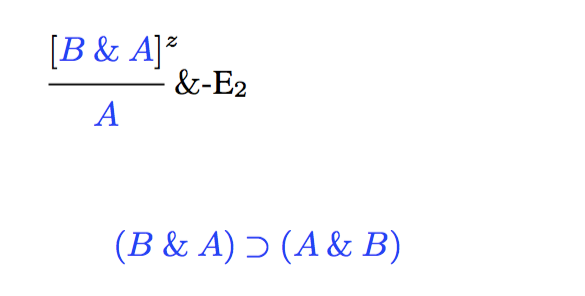 [B & A]ᶻ
&-E₂
A
(B & A) ⊃ (A & B)